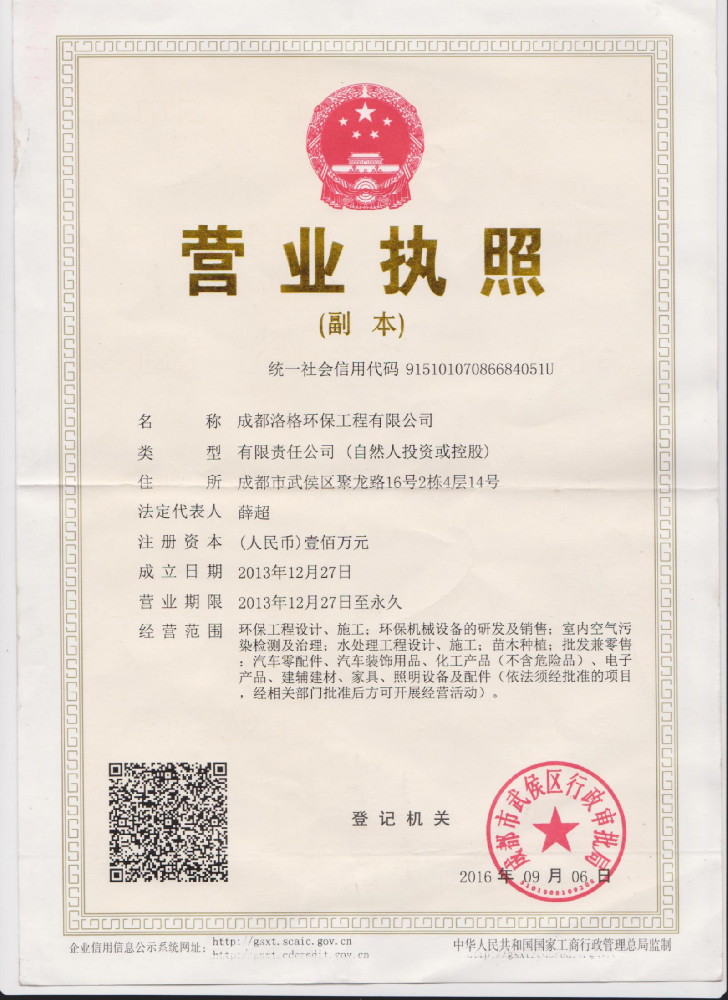 营业执照
(副 本)
统一社会信用代码 91510107086684051U
名 称 成都洛格环保工程有限公司
类 型 有限责任公司(自然人投资或控股)
住 所 成都市武侯区聚龙路16号2栋4层14号
法定代表人 薛超
注册资本 (人民币)壹佰万元
成立日期 2013年12月27日
营业期限 2013年12月27日至永久
经营范围 环保工程设计、施工;环保机械设备的研发及销售;室内空气污
染检测及治理;水处理工程设计、施工;苗木种植;批发兼零售
:汽车零配件、汽车装饰用品、化工产品(不含危险品)、电子
产品、建辅建材、家具、照明设备及配件(依法须经批准的项目
,经相关部门批准后方可开展经营活动)。
成都市武侯区行政审批局
登记机关
2016 年 09 月 06 日
企业信用信息公示系统网址: http://gsxt.scaic.gov.cn
中华人民共和国国家工商行政管理总局监制